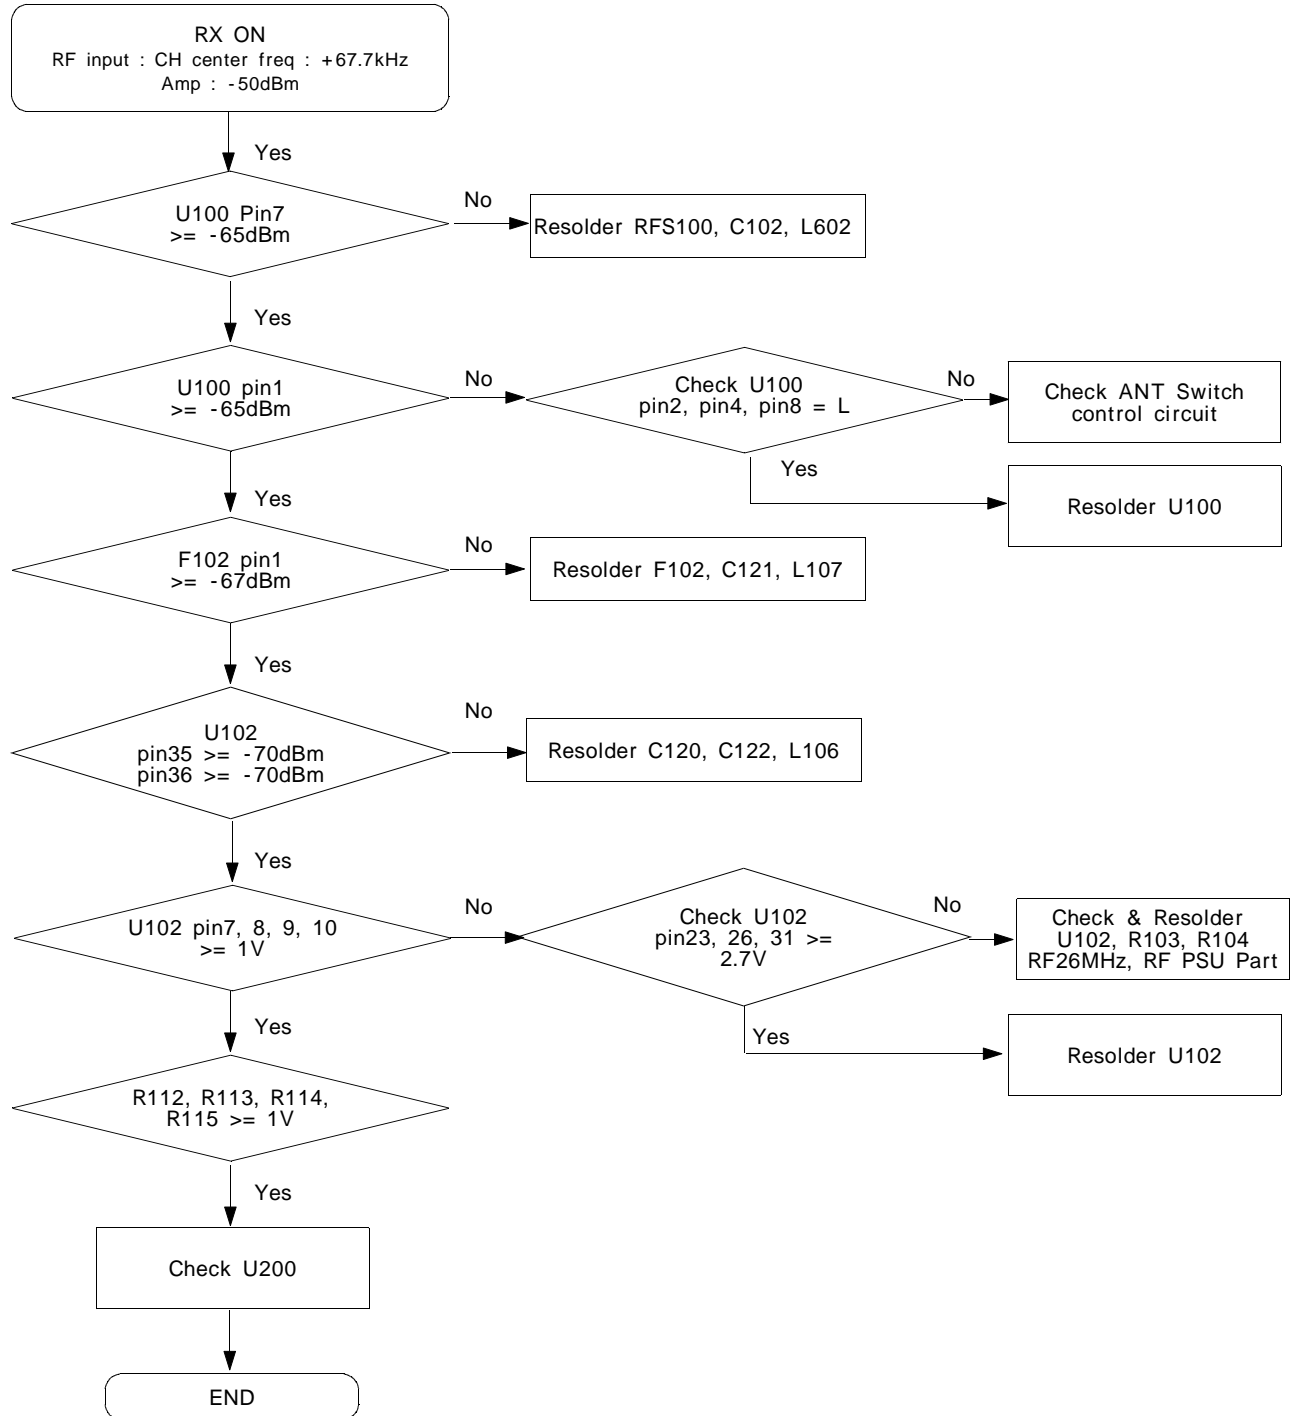 RX ON
RF input : CH center freq : +67.7kHz
Amp : -50dBm
Yes
U100 Pin7
>= -65dBm
No
Resolder RFS100, C102, L602
Yes
U100 pin1
>= -65dBm
No
Check U100
pin2, pin4, pin8 = L
No
Check ANT Switch
control circuit
Yes
Resolder U100
Yes
F102 pin1
>= -67dBm
No
Resolder F102, C121, L107
Yes
U102
pin35 >= -70dBm
pin36 >= -70dBm
No
Resolder C120, C122, L106
Yes
U102 pin7, 8, 9, 10
>= 1V
No
Check U102
pin23, 26, 31 >=
2.7V
No
Check & Resolder
U102, R103, R104
RF26MHz, RF PSU Part
Yes
Resolder U102
Yes
R112, R113, R114,
R115 >= 1V
Yes
Check U200
END